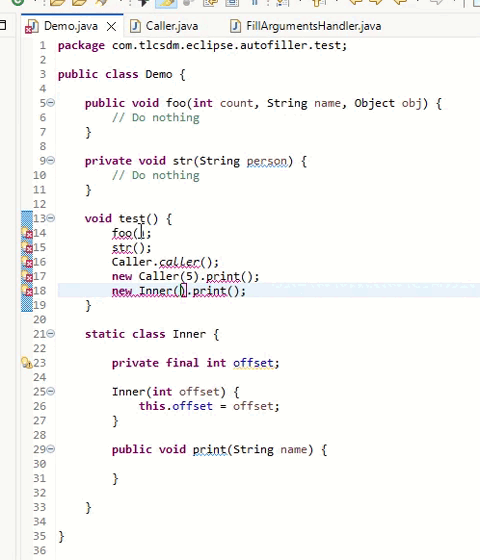 Demo.java Caller.java FillArgumentsHandler.java
1 package com.tlcsdm.eclipse.autofiller.test;
2
3 public class Demo {
4
5 public void foo(int count, String name, Object obj) {
6 // Do nothing
7 }
8
9 private void str(String person) {
10 // Do nothing
11 }
12
13 void test() {
14 foo();
15 str();
16 Caller.caller();
17 new Caller(5).print();
18 new Inner().print();
19 }
20
21 static class Inner {
22
23 private final int offset;
24
25 Inner(int offset) {
26 this.offset = offset;
27 }
28
29 public void print(String name) {
30
31 }
32
33 }
34
35 }
36